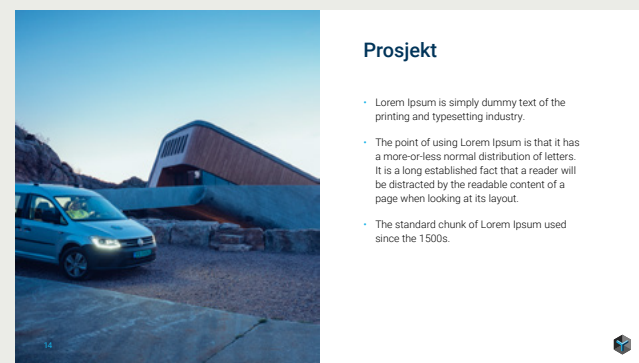 Prosjekt
• Lorem Ipsum is simply dummy text of the
printing and typesetting industry.
• The point of using Lorem Ipsum is that it has
a more-or-less normal distribution of letters.
It is a long established fact that a reader will
be distracted by the readable content of a
page when looking at its layout.
• The standard chunk of Lorem Ipsum used
since the 1500s.
14